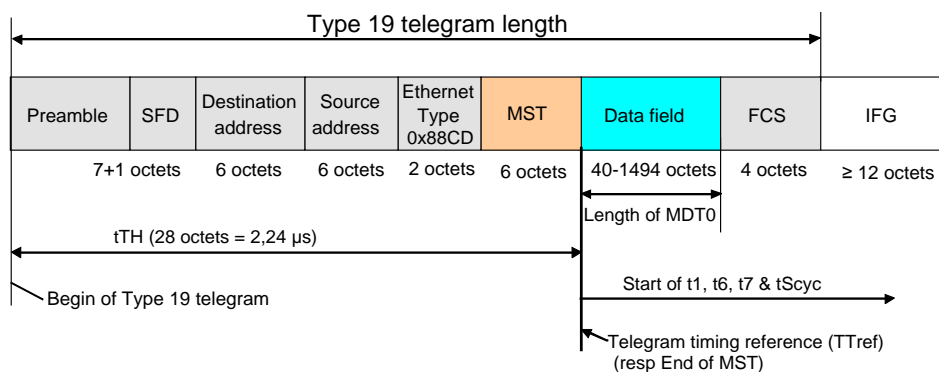 Type 19 telegram length
Preamble
SFD
Destination
address
Source
address
Ethernet
Type
0x88CD
MST
Data field
FCS
IFG
7+1 octets
6 octets
6 octets
2 octets
6 octets
40-1494 octets
4 octets
≥ 12 octets
Length of MDT0
tTH (28 octets = 2,24 µs)
Start of t1, t6, t7 & tScyc
Begin of Type 19 telegram
Telegram timing reference (TTref)
(resp End of MST)